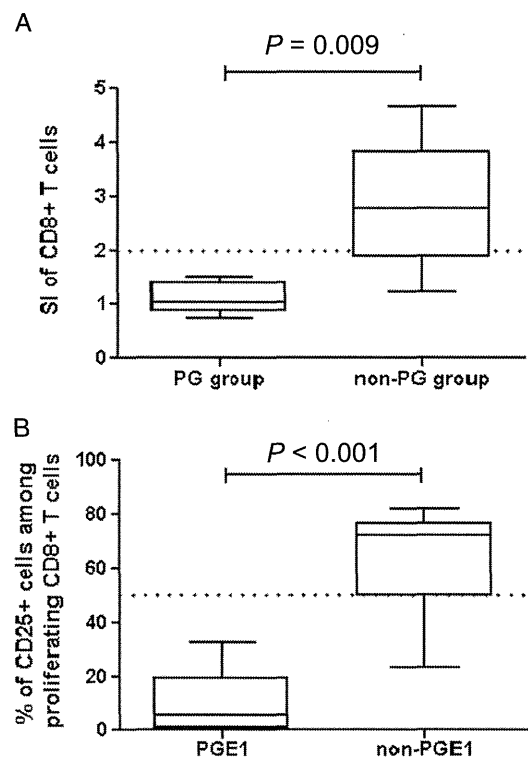 A
P = 0.009
SI of CD8+ T cells
5
4
3
2
1
0
PG group
non-PG group
B
P < 0.001
% of CD25+ cells among
proliferating CD8+ T cells
100
80
60
40
20
0
PGE1
non-PGE1